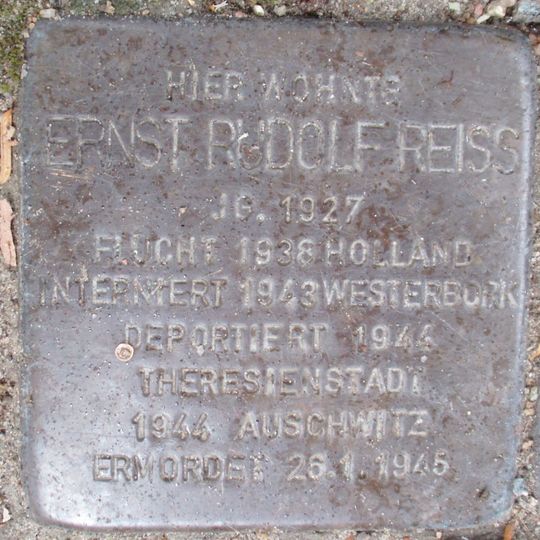 HIER WOHNTE
ERNST RUDOLF REISS
JG. 1927
FLUCHT 1938 HOLLAND
INTERNIERT 1943 WESTERBORK
DEPORTIERT 1944
THERESIENSTADT
1944 AUSCHWITZ
ERMORDET 26.1.1945